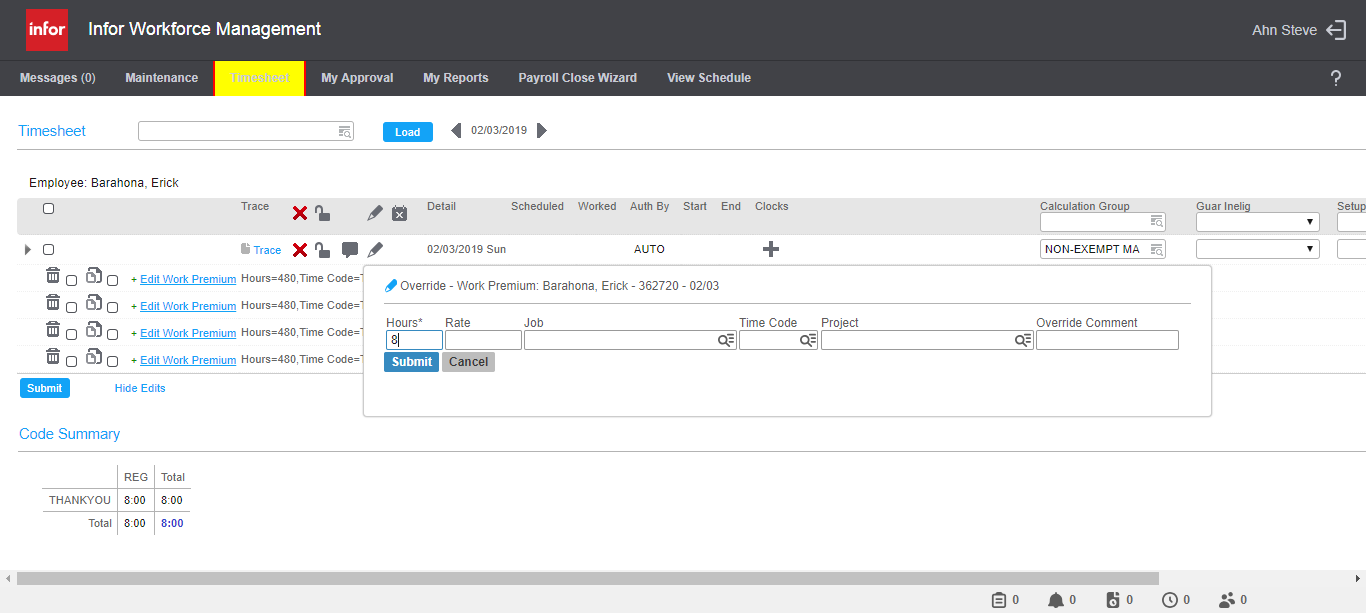 infor Infor Workforce Management Ahn Steve
Messages (0) Maintenance Timesheet My Approval My Reports Payroll Close Wizard View Schedule ?
Timesheet Load 02/03/2019
Employee: Barahona, Erick
Trace Detail Scheduled Worked Auth By Start End Clocks Calculation Group Guar Inelig Setup
Trace 02/03/2019 Sun AUTO NON-EXEMPT MA
+ Edit Work Premium Hours=480,Time Code=T
+ Edit Work Premium Hours=480,Time Code=T
+ Edit Work Premium Hours=480,Time Code=T
+ Edit Work Premium Hours=480,Time Code=T
Override - Work Premium: Barahona, Erick - 362720 - 02/03
Hours* Rate Job Time Code Project Override Comment
8
Submit Cancel
Submit Hide Edits
Code Summary
REG Total
THANKYOU 8:00 8:00
Total 8:00 8:00
0 0 0 0 0